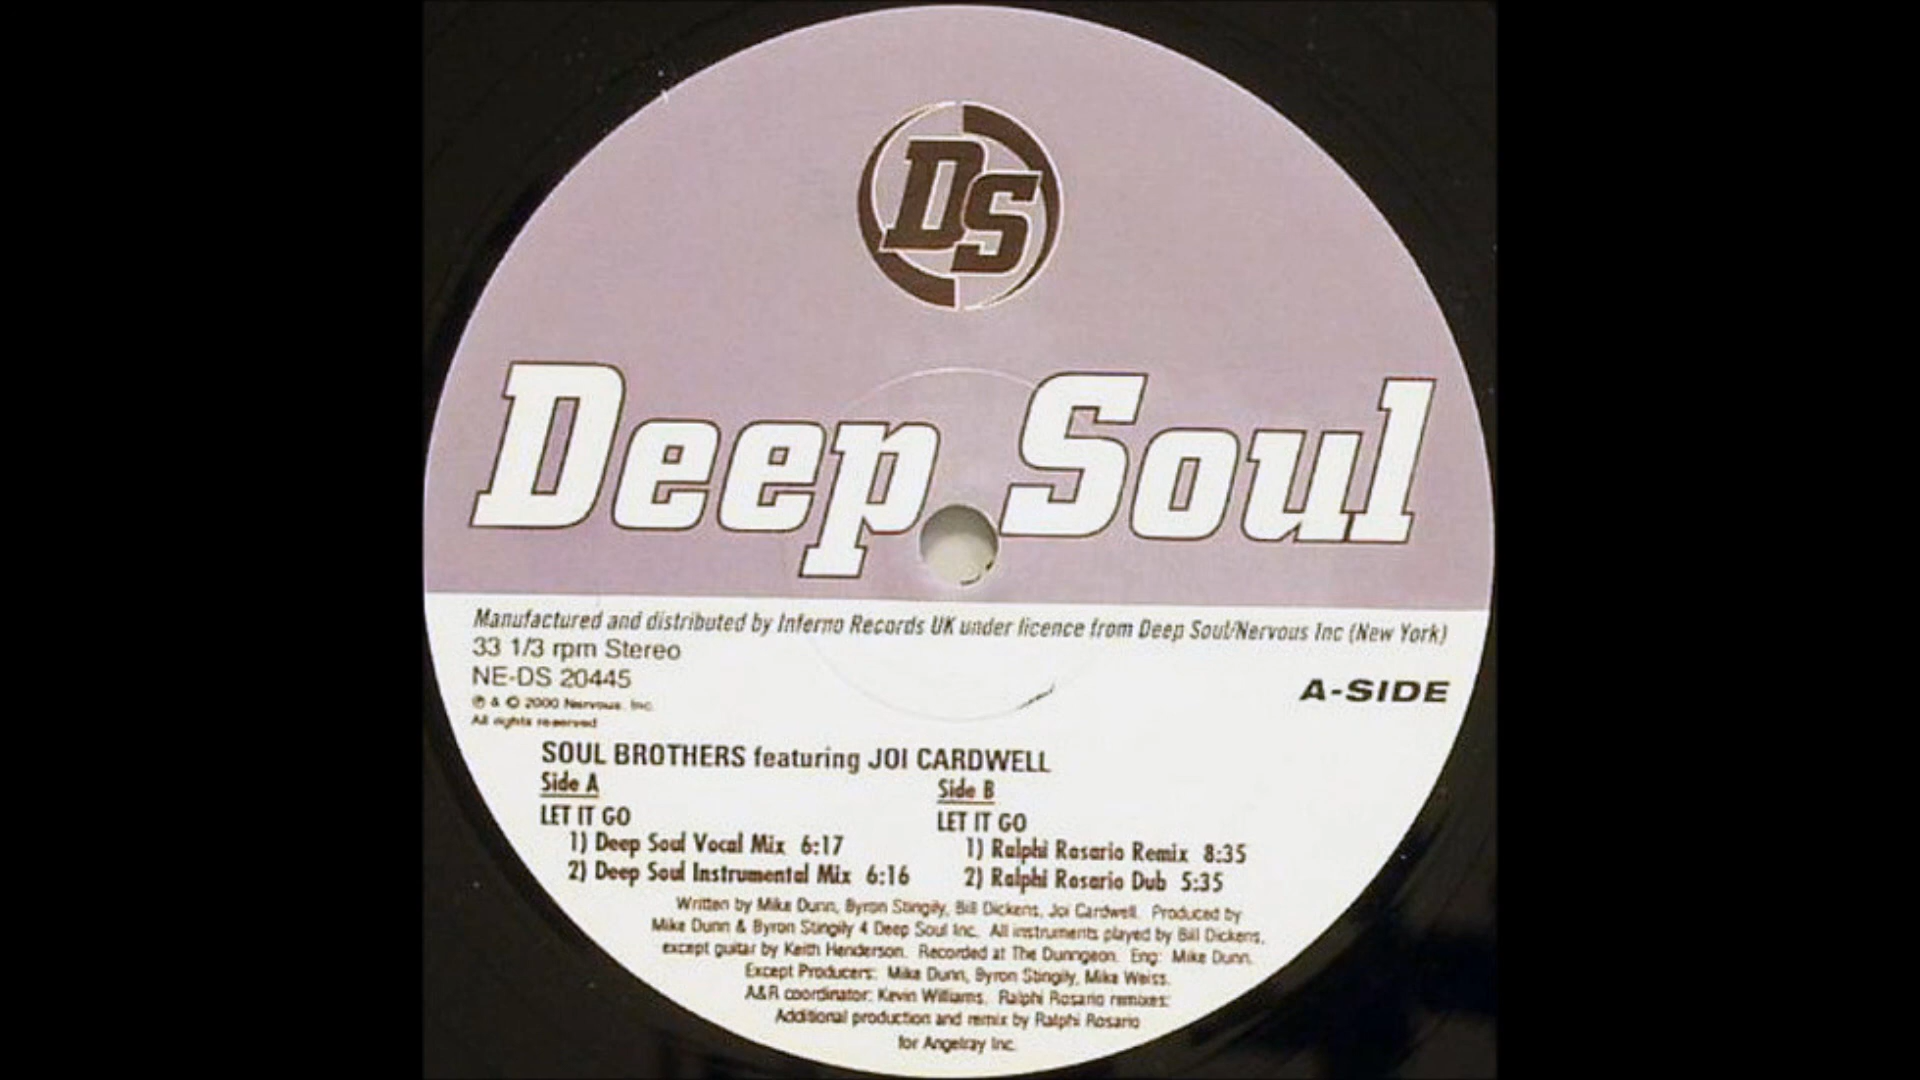 DS
Deep Soul
Manufactured and distributed by Inferno Records UK under licence from Deep Soul/Nervous Inc (New York)
33 1/3 rpm Stereo
NE-DS 20445
℗ & © 2000 Nervous, Inc.
All rights reserved
A-SIDE
SOUL BROTHERS featuring JOI CARDWELL
Side A
LET IT GO
1) Deep Soul Vocal Mix 6:17
2) Deep Soul Instrumental Mix 6:16
Side B
LET IT GO
1) Ralphi Rosario Remix 8:35
2) Ralphi Rosario Dub 5:35
Written by Mike Dunn, Byron Stingily, Bill Dickens, Joi Cardwell. Produced by
Mike Dunn & Byron Stingily 4 Deep Soul Inc. All instruments played by Bill Dickens,
except guitar by Keith Henderson. Recorded at The Dunngeon. Eng: Mike Dunn.
Except Producers: Mike Dunn, Byron Stingily, Mike Weiss.
A&R coordinator: Kevin Williams. Ralphi Rosario remixes:
Additional production and remix by Ralphi Rosario
for Angelray Inc.